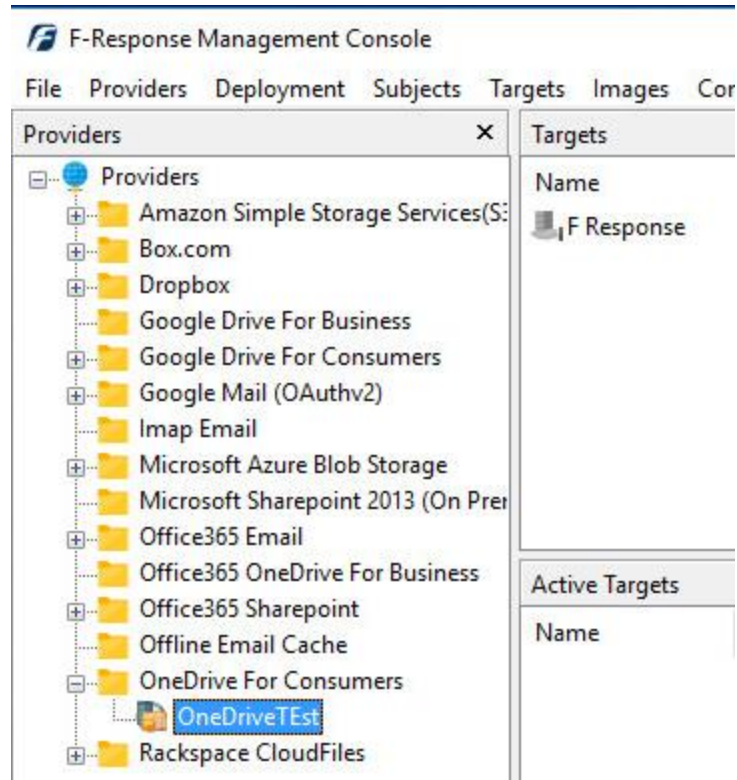 F-Response Management Console
File Providers Deployment Subjects Targets Images Cor
Providers
Targets
Providers
Amazon Simple Storage Services(S3
Box.com
Dropbox
Google Drive For Business
Google Drive For Consumers
Google Mail (OAuthv2)
Imap Email
Microsoft Azure Blob Storage
Microsoft Sharepoint 2013 (On Prer
Office365 Email
Office365 OneDrive For Business
Office365 Sharepoint
Offline Email Cache
OneDrive For Consumers
OneDriveTEst
Rackspace CloudFiles
Name
F Response
Active Targets
Name